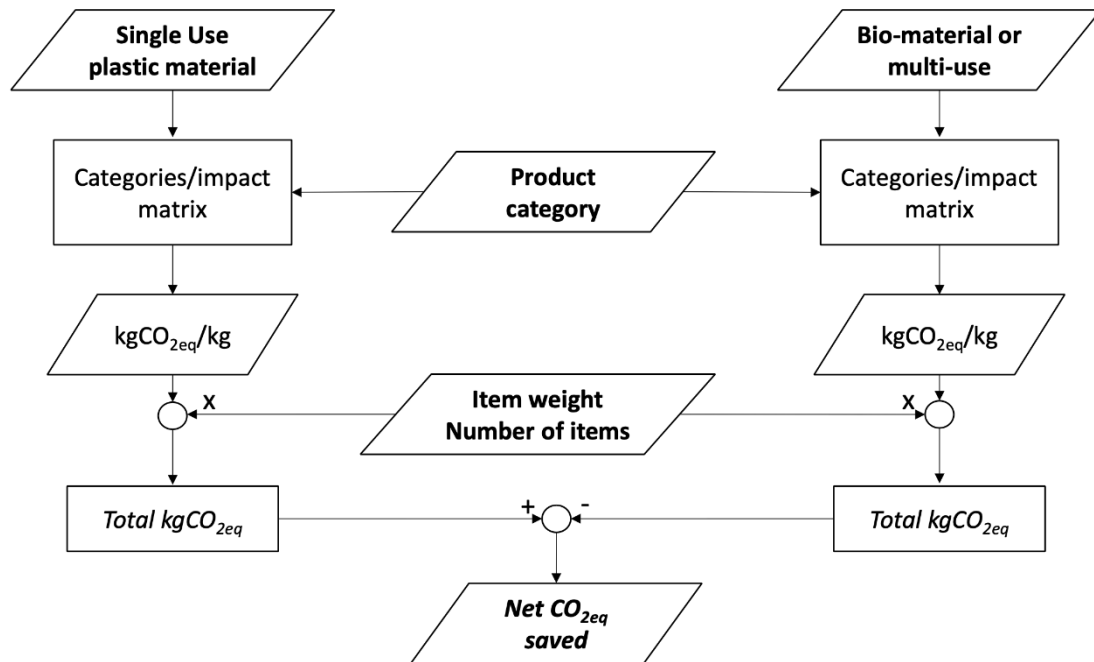 Single Use
plastic material
Bio-material or
multi-use
Categories/impact
matrix
Product
category
Categories/impact
matrix
kgCO₂eq/kg
kgCO₂eq/kg
Item weight
Number of items
x
x
Total kgCO₂eq
+
-
Total kgCO₂eq
Net CO₂eq
saved